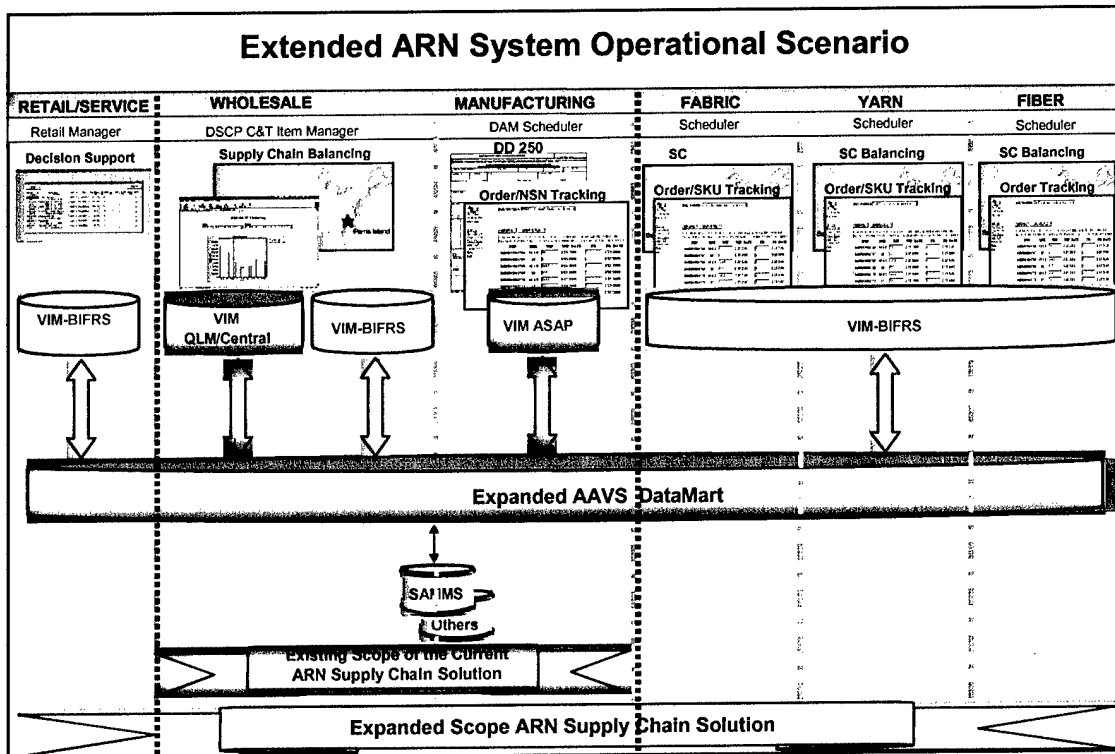 Extended ARN System Operational Scenario
RETAIL/SERVICE WHOLESALE MANUFACTURING FABRIC YARN FIBER
Retail Manager DSCP C&T Item Manager DAM Scheduler Scheduler Scheduler Scheduler
Decision Support Supply Chain Balancing DD 250 SC SC Balancing SC Balancing
Order/NSN Tracking Order/SKU Tracking Order/SKU Tracking Order Tracking
Parris Island
VIM-BIFRS VIM QLM/Central VIM-BIFRS VIM ASAP VIM-BIFRS
Expanded AAVS DataMart
SAMMS
Others
Existing Scope of the Current
ARN Supply Chain Solution
Expanded Scope ARN Supply Chain Solution